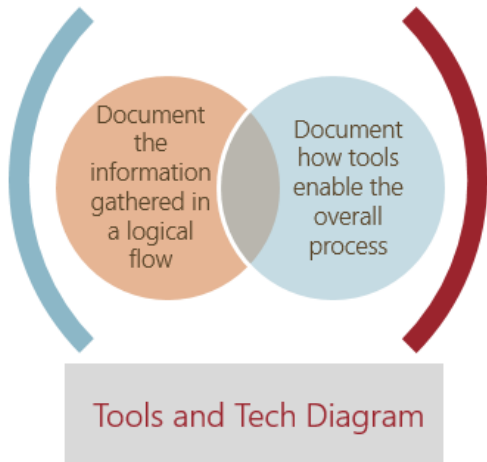 Document
the
information
gathered in
a logical
flow
Document
how tools
enable the
overall
process
Tools and Tech Diagram